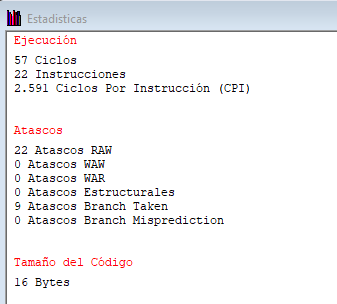 Estadisticas
Ejecución
57 Ciclos
22 Instrucciones
2.591 Ciclos Por Instrucción (CPI)
Atascos
22 Atascos RAW
0 Atascos WAW
0 Atascos WAR
0 Atascos Estructurales
9 Atascos Branch Taken
0 Atascos Branch Misprediction
Tamaño del Código
16 Bytes